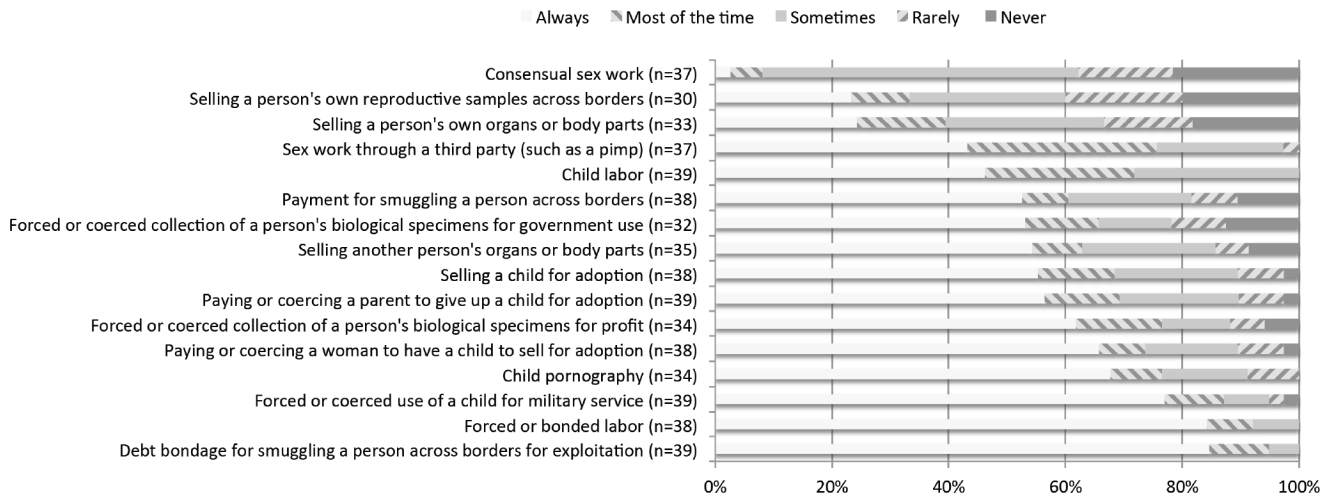 Always Most of the time Sometimes Rarely Never
Consensual sex work (n=37)
Selling a person's own reproductive samples across borders (n=30)
Selling a person's own organs or body parts (n=33)
Sex work through a third party (such as a pimp) (n=37)
Child labor (n=39)
Payment for smuggling a person across borders (n=38)
Forced or coerced collection of a person's biological specimens for government use (n=32)
Selling another person's organs or body parts (n=35)
Selling a child for adoption (n=38)
Paying or coercing a parent to give up a child for adoption (n=39)
Forced or coerced collection of a person's biological specimens for profit (n=34)
Paying or coercing a woman to have a child to sell for adoption (n=38)
Child pornography (n=34)
Forced or coerced use of a child for military service (n=39)
Forced or bonded labor (n=38)
Debt bondage for smuggling a person across borders for exploitation (n=39)
0% 20% 40% 60% 80% 100%